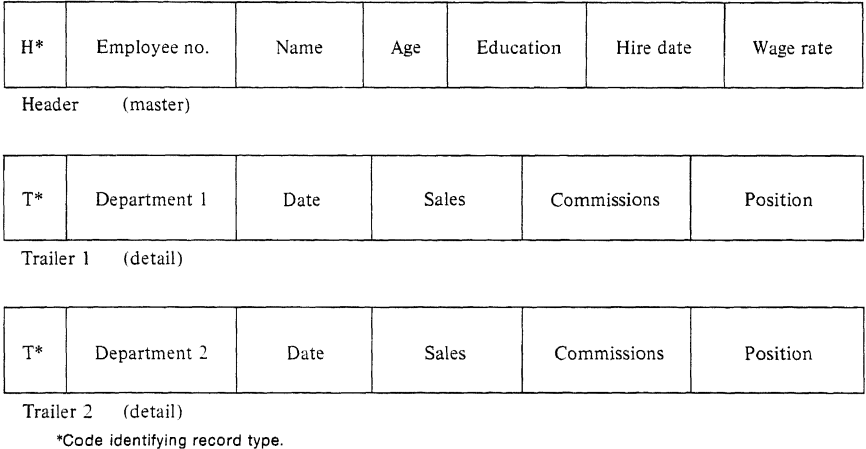 H* Employee no. Name Age Education Hire date Wage rate
Header (master)
T* Department 1 Date Sales Commissions Position
Trailer 1 (detail)
T* Department 2 Date Sales Commissions Position
Trailer 2 (detail)
*Code identifying record type.